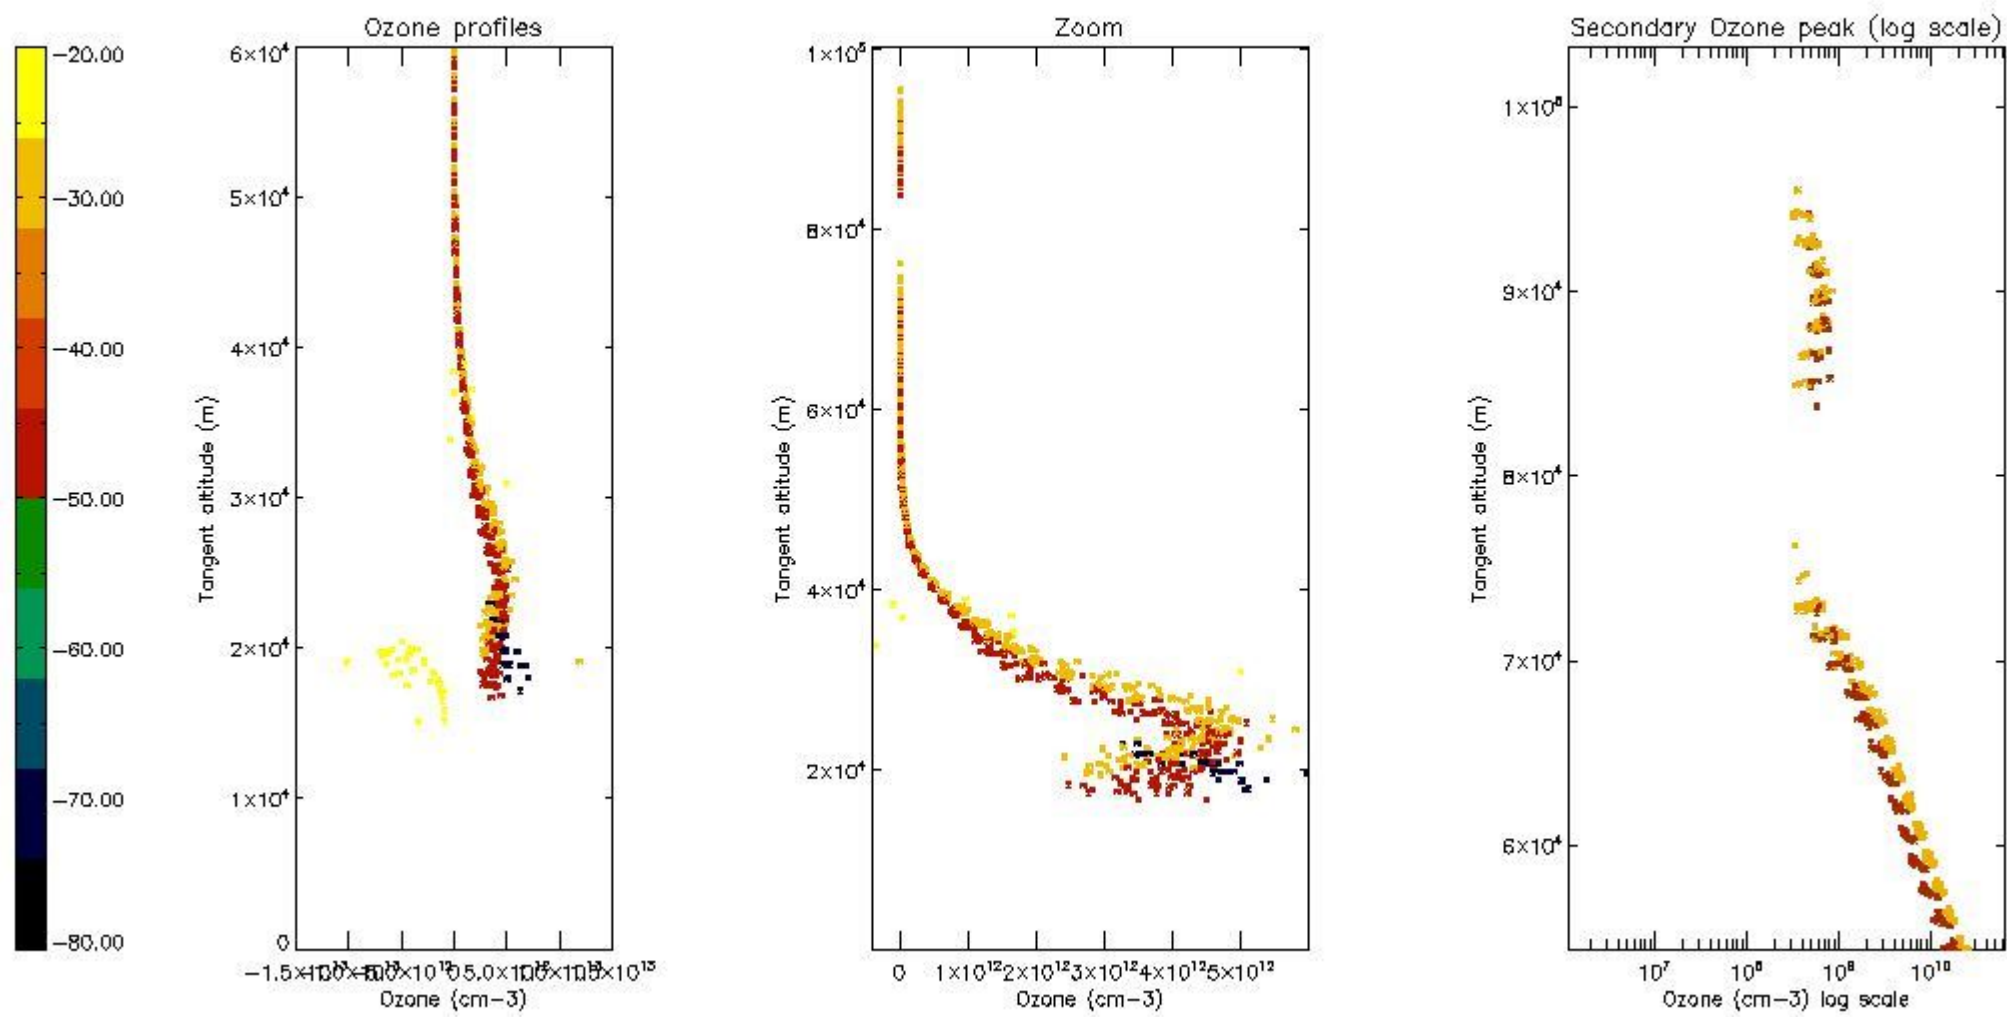 Ozone profiles
Zoom
Secondary Ozone peak (log scale)
-20.00
-30.00
-40.00
-50.00
-60.00
-70.00
-80.00
6×10⁴
5×10⁴
4×10⁴
3×10⁴
2×10⁴
1×10⁴
0
Tangent altitude (m)
5.0×10
Ozone (cm-3)
1×10⁵
8×10⁴
6×10⁴
4×10⁴
2×10⁴
Tangent altitude (m)
0 1×10¹² 2×10¹² 3×10¹² 4×10¹² 5×10¹²
Ozone (cm-3)
1×10⁵
9×10⁴
8×10⁴
7×10⁴
6×10⁴
Tangent altitude (m)
10⁷ 10⁸ 10⁹ 10¹⁰
Ozone (cm-3) log scale